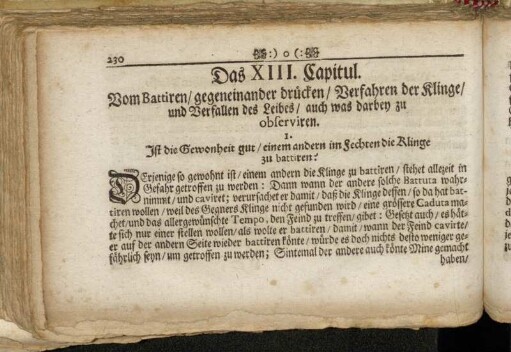 230
:) o (:
Das XIII. Capitul.
Vom Battiren/ gegeneinander drücken/ Verfahren der Klinge/
und Verfallen des Leibes/ auch was darbey zu
observiren.
1.
Ist die Gewonheit gut/ einem andern im Fechten die Klinge
zu battiren?
DErjenige so gewohnt ist/ einem andern die Klinge zu battiren/ stehet allezeit in
Gefahr getroffen zu werden: Dann wann der andere solche Battuta wahr-
nimmt/ und caviret; verursachet er damit/ daß die Klinge dessen/ so da hat bat-
tiren wollen/ weil des Gegners Klinge nicht gefunden wird/ eine grössere Caduta ma-
chet/ und das allergewünschte Tempo, den Feind zu treffen/ gibet: Gesetzt auch/ es hät-
te sich nur einer stellen wollen/ als wolte er battiren/ damit/ wann der Feind cavirte/
er auf der andern Seite wieder battiren könte/ würde es doch nichts desto weniger ge-
fährlich seyn/ um getroffen zu werden; Sintemal der andere auch könte Mine gemacht
haben/